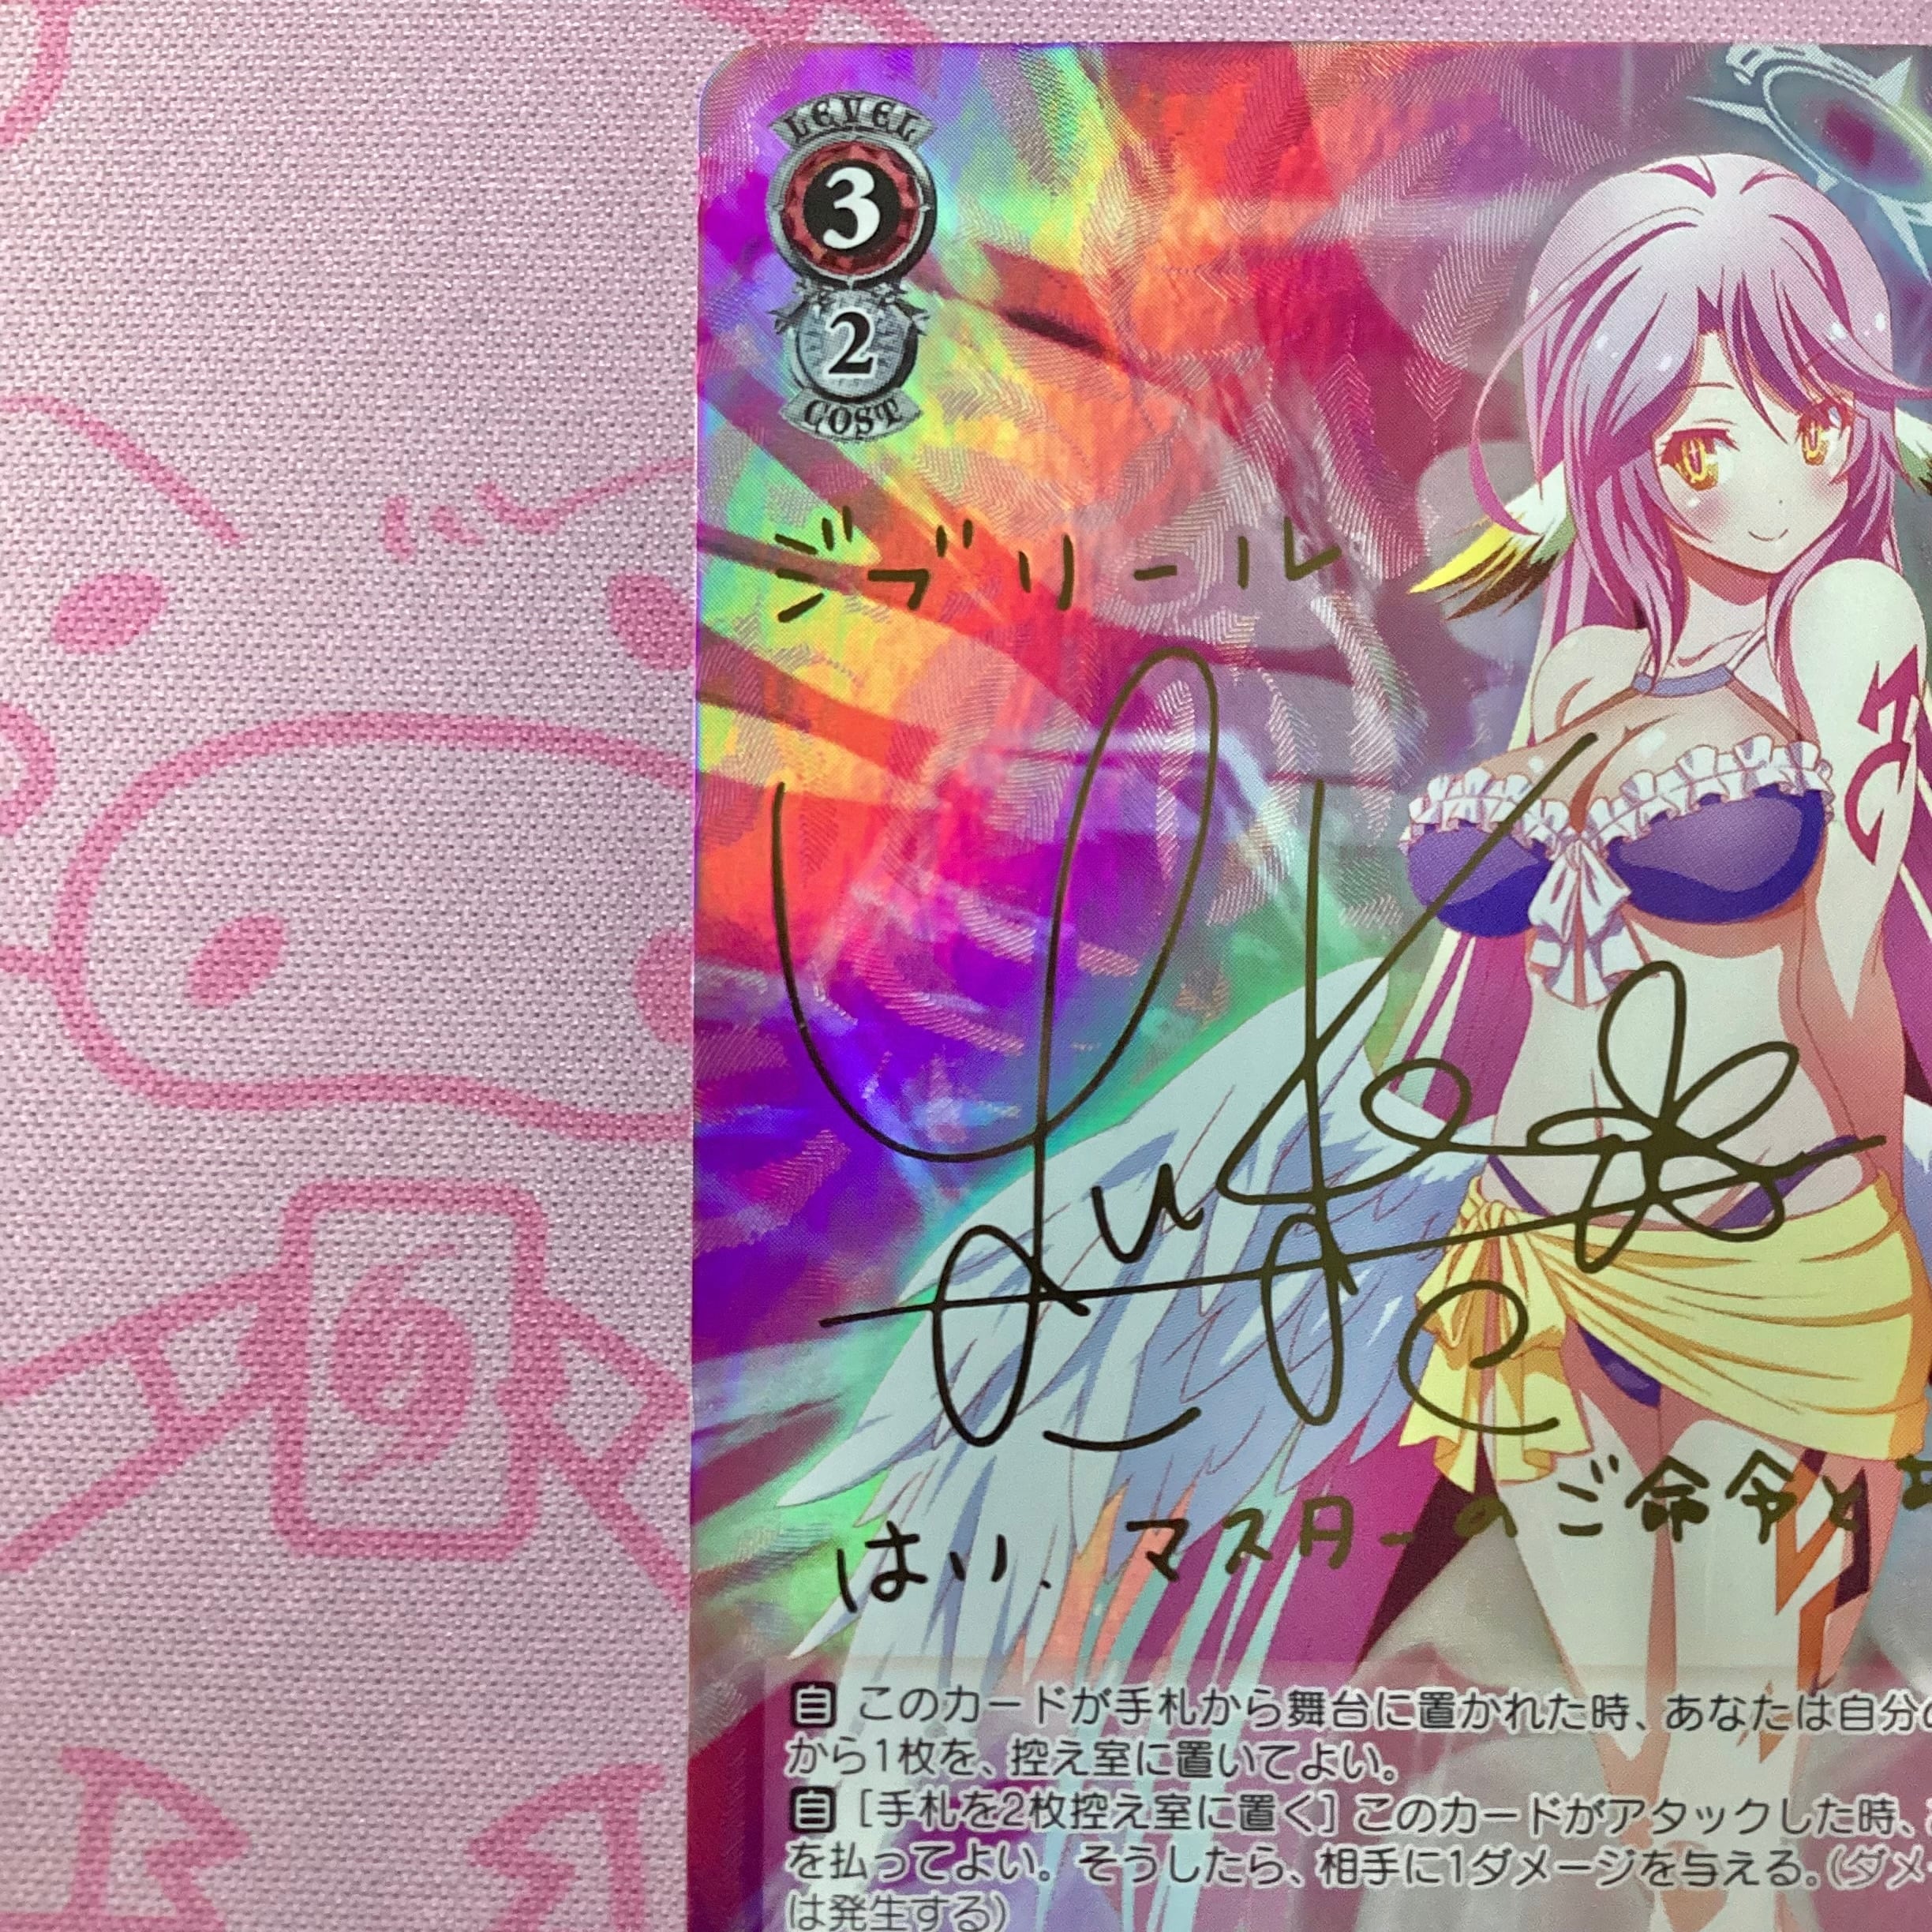 LEVEL
3
2
COST
ジブリール
はい、マスターのご命令とあ
自 このカードが手札から舞台に置かれた時、あなたは自分の
から1枚を、控え室に置いてよい。
自 [手札を2枚控え室に置く] このカードがアタックした時、
を払ってよい。そうしたら、相手に1ダメージを与える。(ダメー
は発生する)